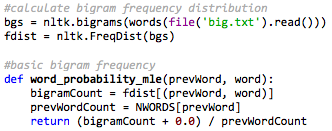 #calculate bigram frequency distribution
bgs = nltk.bigrams(words(file('big.txt').read()))
fdist = nltk.FreqDist(bgs)
#basic bigram frequency
def word_probability_mle(prevWord, word):
    bigramCount = fdist[(prevWord, word)]
    prevWordCount = NWORDS[prevWord]
    return (bigramCount + 0.0) / prevWordCount